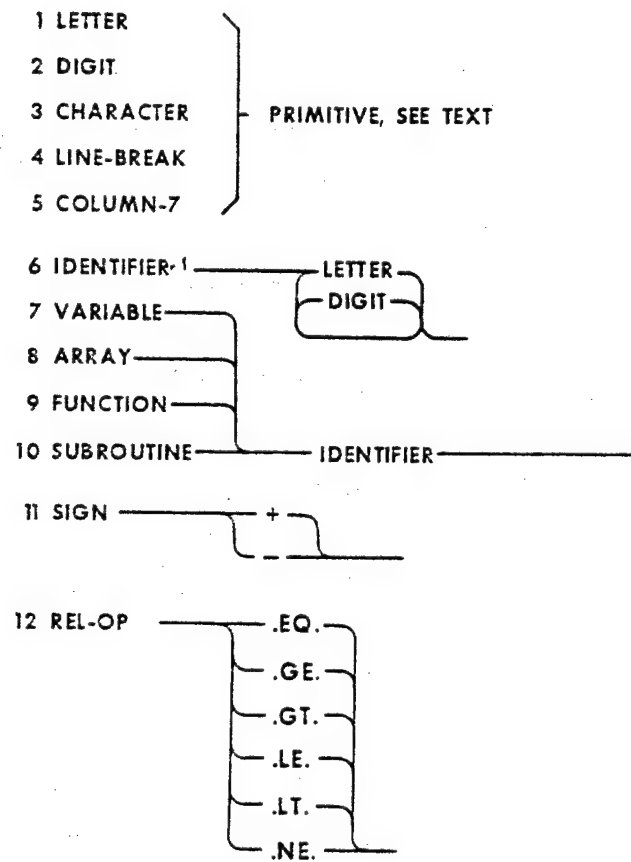 1 LETTER
2 DIGIT
3 CHARACTER
PRIMITIVE, SEE TEXT
4 LINE-BREAK
5 COLUMN-7
6 IDENTIFIER
LETTER
DIGIT
7 VARIABLE
8 ARRAY
9 FUNCTION
10 SUBROUTINE
IDENTIFIER
11 SIGN
+
-
12 REL-OP
.EQ.
.GE.
.GT.
.LE.
.LT.
.NE.